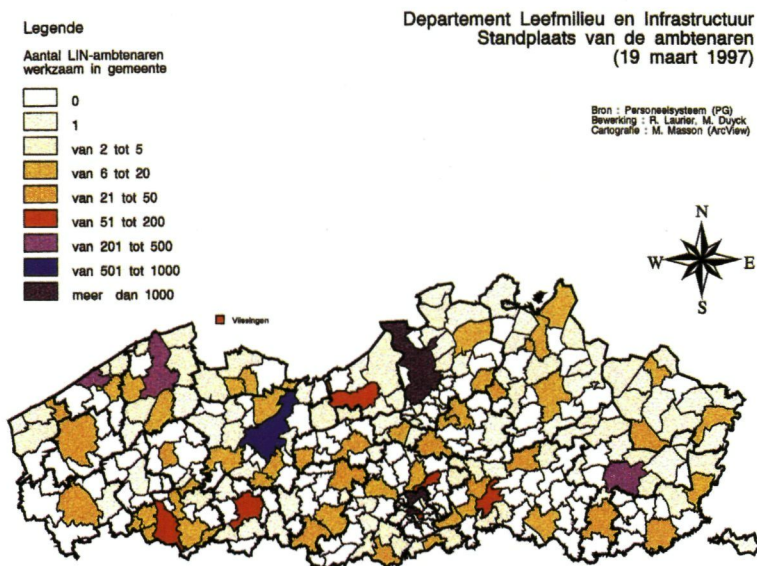 Legende
Departement Leefmilieu en Infrastructuur
Standplaats van de ambtenaren
(19 maart 1997)
Aantal LIN-ambtenaren
werkzaam in gemeente
0
1
van 2 tot 5
van 6 tot 20
van 21 tot 50
van 51 tot 200
van 201 tot 500
van 501 tot 1000
meer dan 1000
Bron : Personeelsysteem (PG)
Bewerking : R. Laurier, M. Duyck
Cartografie : M. Masson (ArcView)
N
W
E
S
Vlissingen